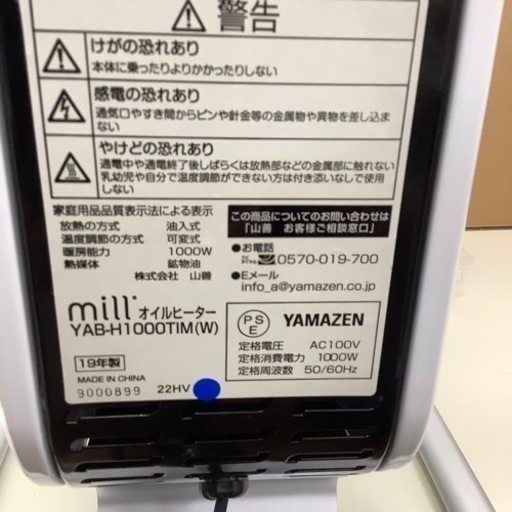 警告
けがの恐れあり
本体に乗ったりよりかかったりしない
感電の恐れあり
通気口やすき間からピンや針金等の金属物や異物を差し込まない
やけどの恐れあり
通電中や通電終了後しばらくは放熱部などの金属部に触れない
乳幼児や自分で温度調節ができない方は付き添いなしで使用しない
家庭用品品質表示法による表示
放熱の方式 油入式
温度調節の方式 可変式
暖房能力 1000W
熱媒体 鉱物油
株式会社 山善
この商品についてのお問い合わせは
「山善 お客様ご相談窓口」
●お電話
0570-019-700
●Eメール
info_a@yamazen.co.jp
mill オイルヒーター
YAB-H1000TIM(W)
19年製
MADE IN CHINA
9000899 22HV
PSE YAMAZEN
定格電圧 AC100V
定格消費電力 1000W
定格周波数 50/60Hz